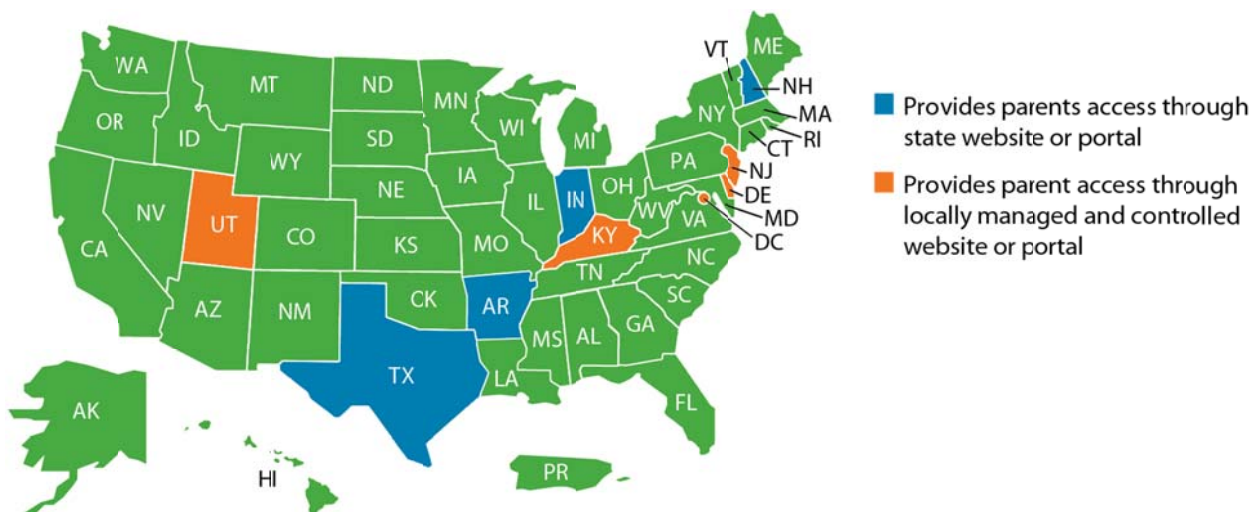 WA
MT
ND
MN
VT
ME
NH
OR
ID
SD
WI
MI
NY
MA
RI
CT
WY
IA
PA
NJ
NE
OH
DE
NV
UT
CO
IL
IN
WV
VA
MD
DC
CA
KS
MO
KY
NC
TN
AZ
NM
CK
AR
SC
MS
AL
GA
TX
LA
FL
AK
HI
PR
Provides parents access through
state website or portal
Provides parent access through
locally managed and controlled
website or portal